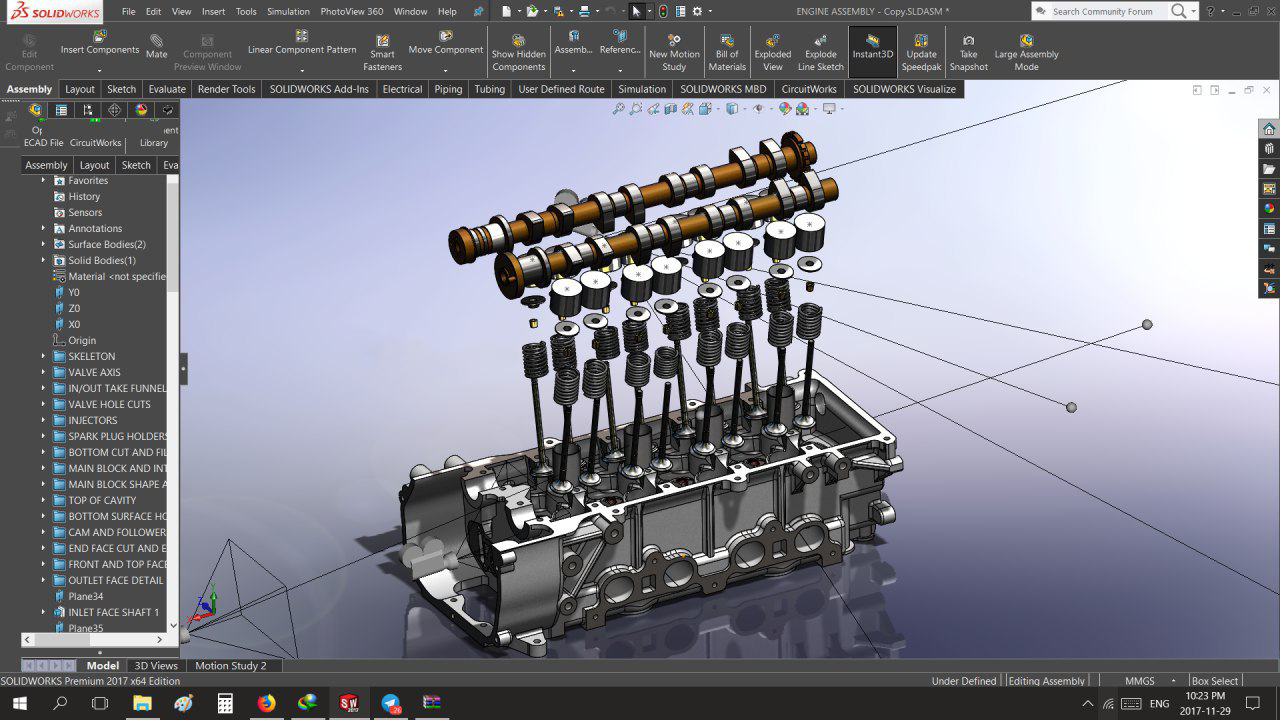 SOLIDWORKS
File Edit View Insert Tools Simulation PhotoView 360 Window Help
ENGINE ASSEMBLY - Copy.SLDASM *
Search Community Forum
?
Edit Component
Insert Components
Mate
Component Preview Window
Linear Component Pattern
Smart Fasteners
Move Component
Show Hidden Components
Assemb...
Referenc...
New Motion Study
Bill of Materials
Exploded View
Explode Line Sketch
Instant3D
Update Speedpak
Take Snapshot
Large Assembly Mode
Assembly Layout Sketch Evaluate Render Tools SOLIDWORKS Add-Ins Electrical Piping Tubing User Defined Route Simulation SOLIDWORKS MBD CircuitWorks SOLIDWORKS Visualize
ECAD File CircuitWorks Library
Assembly Layout Sketch Eva
Favorites
History
Sensors
Annotations
Surface Bodies(2)
Solid Bodies(1)
Material <not specifie
Y0
Z0
X0
Origin
SKELETON
VALVE AXIS
IN/OUT TAKE FUNNEL
VALVE HOLE CUTS
INJECTORS
SPARK PLUG HOLDERS
BOTTOM CUT AND FIL
MAIN BLOCK AND INT
MAIN BLOCK SHAPE A
TOP OF CAVITY
BOTTOM SURFACE HO
CAM AND FOLLOWER
END FACE CUT AND E
FRONT AND TOP FACE
OUTLET FACE DETAIL
Plane34
INLET FACE SHAFT 1
Plane35
Model 3D Views Motion Study 2
SOLIDWORKS Premium 2017 x64 Edition
Under Defined Editing Assembly MMGS Box Select
ENG
10:23 PM
2017-11-29